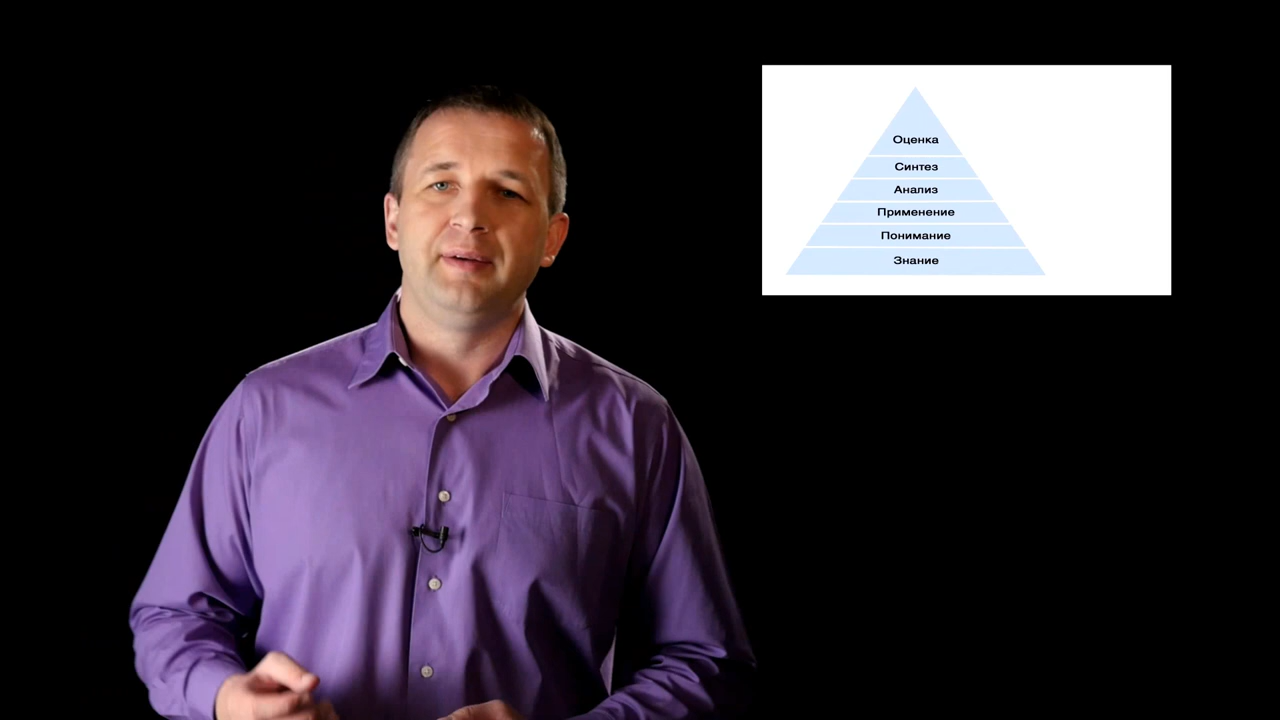 Оценка
Синтез
Анализ
Применение
Понимание
Знание